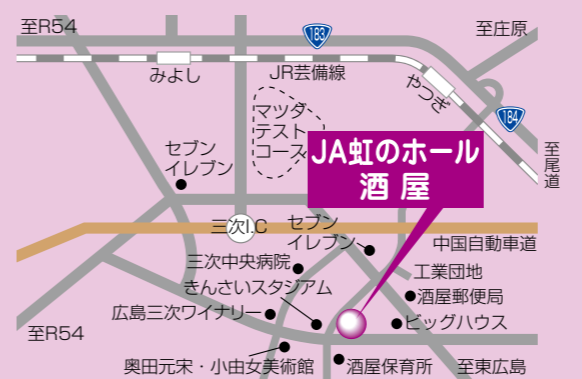 至R54
183
至庄原
みよし
JR芸備線
やつぎ
マツダ
テスト
コース
184
至尾道
セブン
イレブン
JA虹のホール
酒屋
三次I.C
セブン
イレブン
中国自動車道
三次中央病院
工業団地
きんさいスタジアム
酒屋郵便局
広島三次ワイナリー
ビッグハウス
至R54
奥田元宋・小由女美術館
酒屋保育所
至東広島